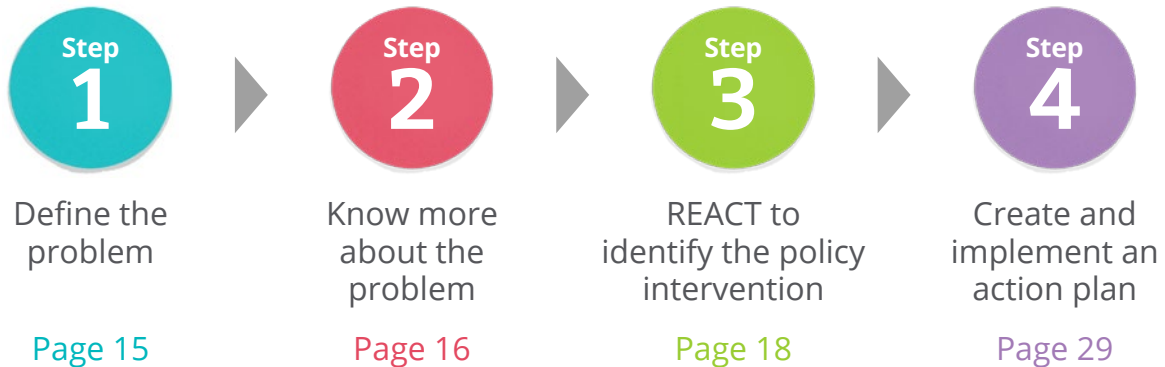 Step
1
Define the
problem
Page 15
Step
2
Know more
about the
problem
Page 16
Step
3
REACT to
identify the policy
intervention
Page 18
Step
4
Create and
implement an
action plan
Page 29